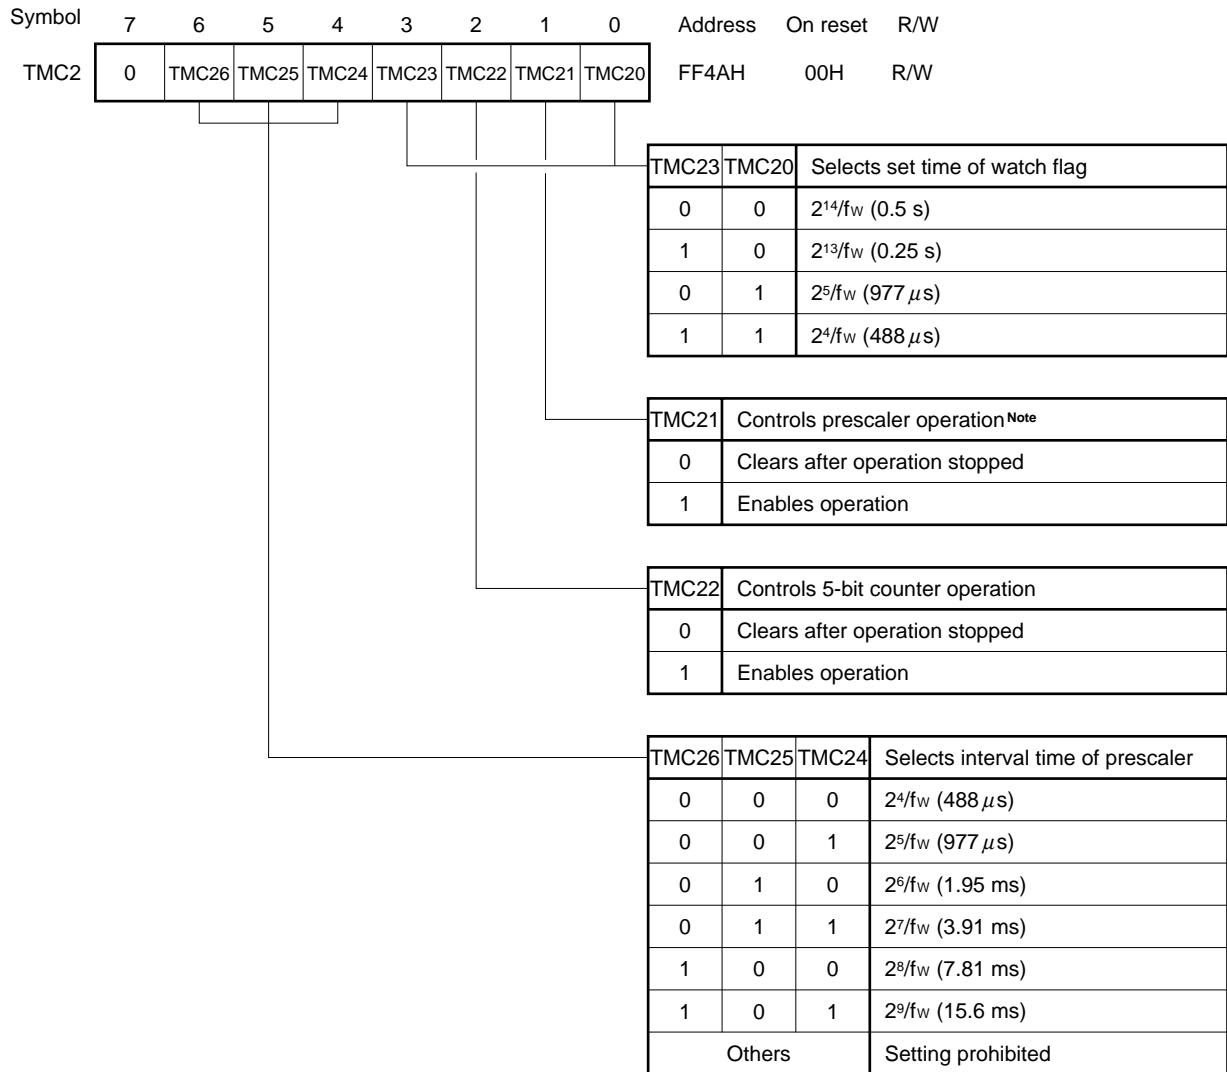 Symbol 7 6 5 4 3 2 1 0 Address On reset R/W
TMC2 0 TMC26 TMC25 TMC24 TMC23 TMC22 TMC21 TMC20 FF4AH 00H R/W
TMC23 TMC20 Selects set time of watch flag
0 0 2¹⁴/fw (0.5 s)
1 0 2¹³/fw (0.25 s)
0 1 2⁵/fw (977 μs)
1 1 2⁴/fw (488 μs)
TMC21 Controls prescaler operation Note
0 Clears after operation stopped
1 Enables operation
TMC22 Controls 5-bit counter operation
0 Clears after operation stopped
1 Enables operation
TMC26 TMC25 TMC24 Selects interval time of prescaler
0 0 0 2⁴/fw (488 μs)
0 0 1 2⁵/fw (977 μs)
0 1 0 2⁶/fw (1.95 ms)
0 1 1 2⁷/fw (3.91 ms)
1 0 0 2⁸/fw (7.81 ms)
1 0 1 2⁹/fw (15.6 ms)
Others Setting prohibited